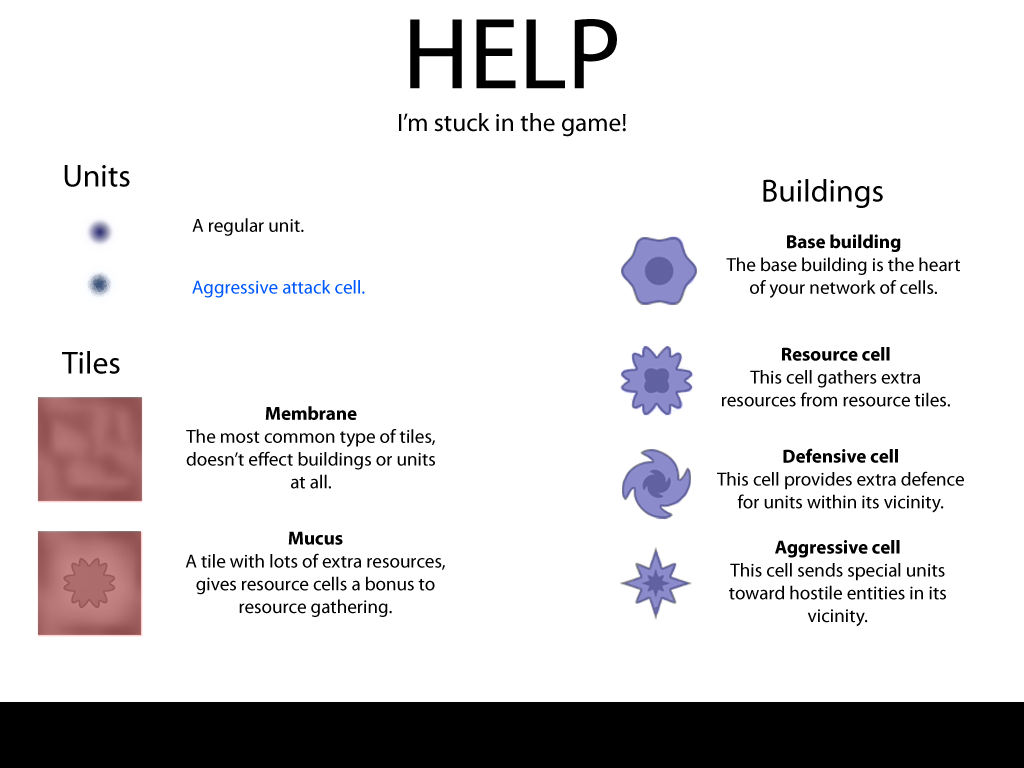 HELP
I'm stuck in the game!
Units
A regular unit.
Aggressive attack cell.
Tiles
Membrane
The most common type of tiles,
doesn't effect buildings or units
at all.
Mucus
A tile with lots of extra resources,
gives resource cells a bonus to
resource gathering.
Buildings
Base building
The base building is the heart
of your network of cells.
Resource cell
This cell gathers extra
resources from resource tiles.
Defensive cell
This cell provides extra defence
for units within its vicinity.
Aggressive cell
This cell sends special units
toward hostile entities in its
vicinity.